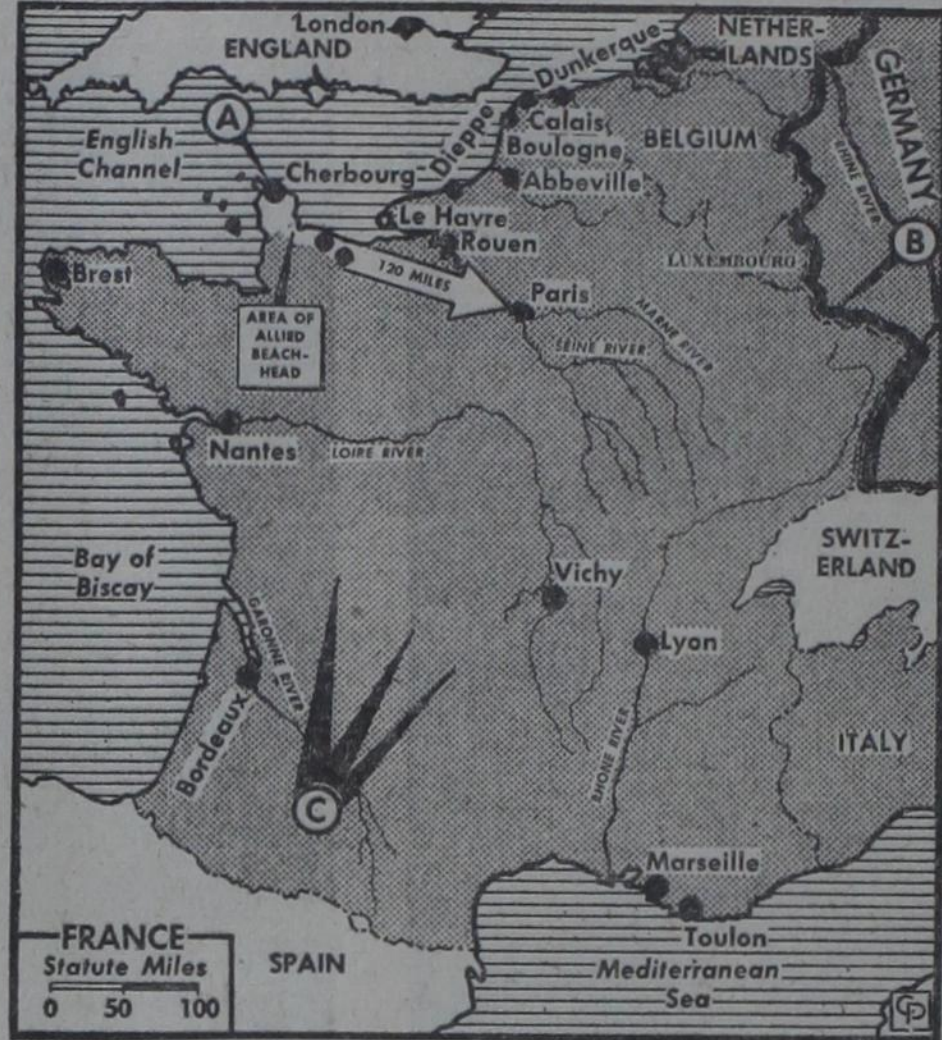 London
ENGLAND
NETHER-
LANDS
GERMANY
Dunkerque
A
English
Channel
Dieppe
Calais
Boulogne
BELGIUM
RHINE RIVER
Cherbourg
Abbeville
Le Havre
Rouen
B
LUXEMBOURG
Brest
120 MILES
Paris
AREA OF
ALLIED
BEACH-
HEAD
MARNE RIVER
SEINE RIVER
Nantes
LOIRE RIVER
SWITZ-
ERLAND
Bay of
Biscay
Vichy
GARONNE RIVER
Lyon
Bordeaux
RHONE RIVER
ITALY
C
Marseille
Toulon
FRANCE
Statute Miles
0 50 100
SPAIN
Mediterranean
Sea
CP